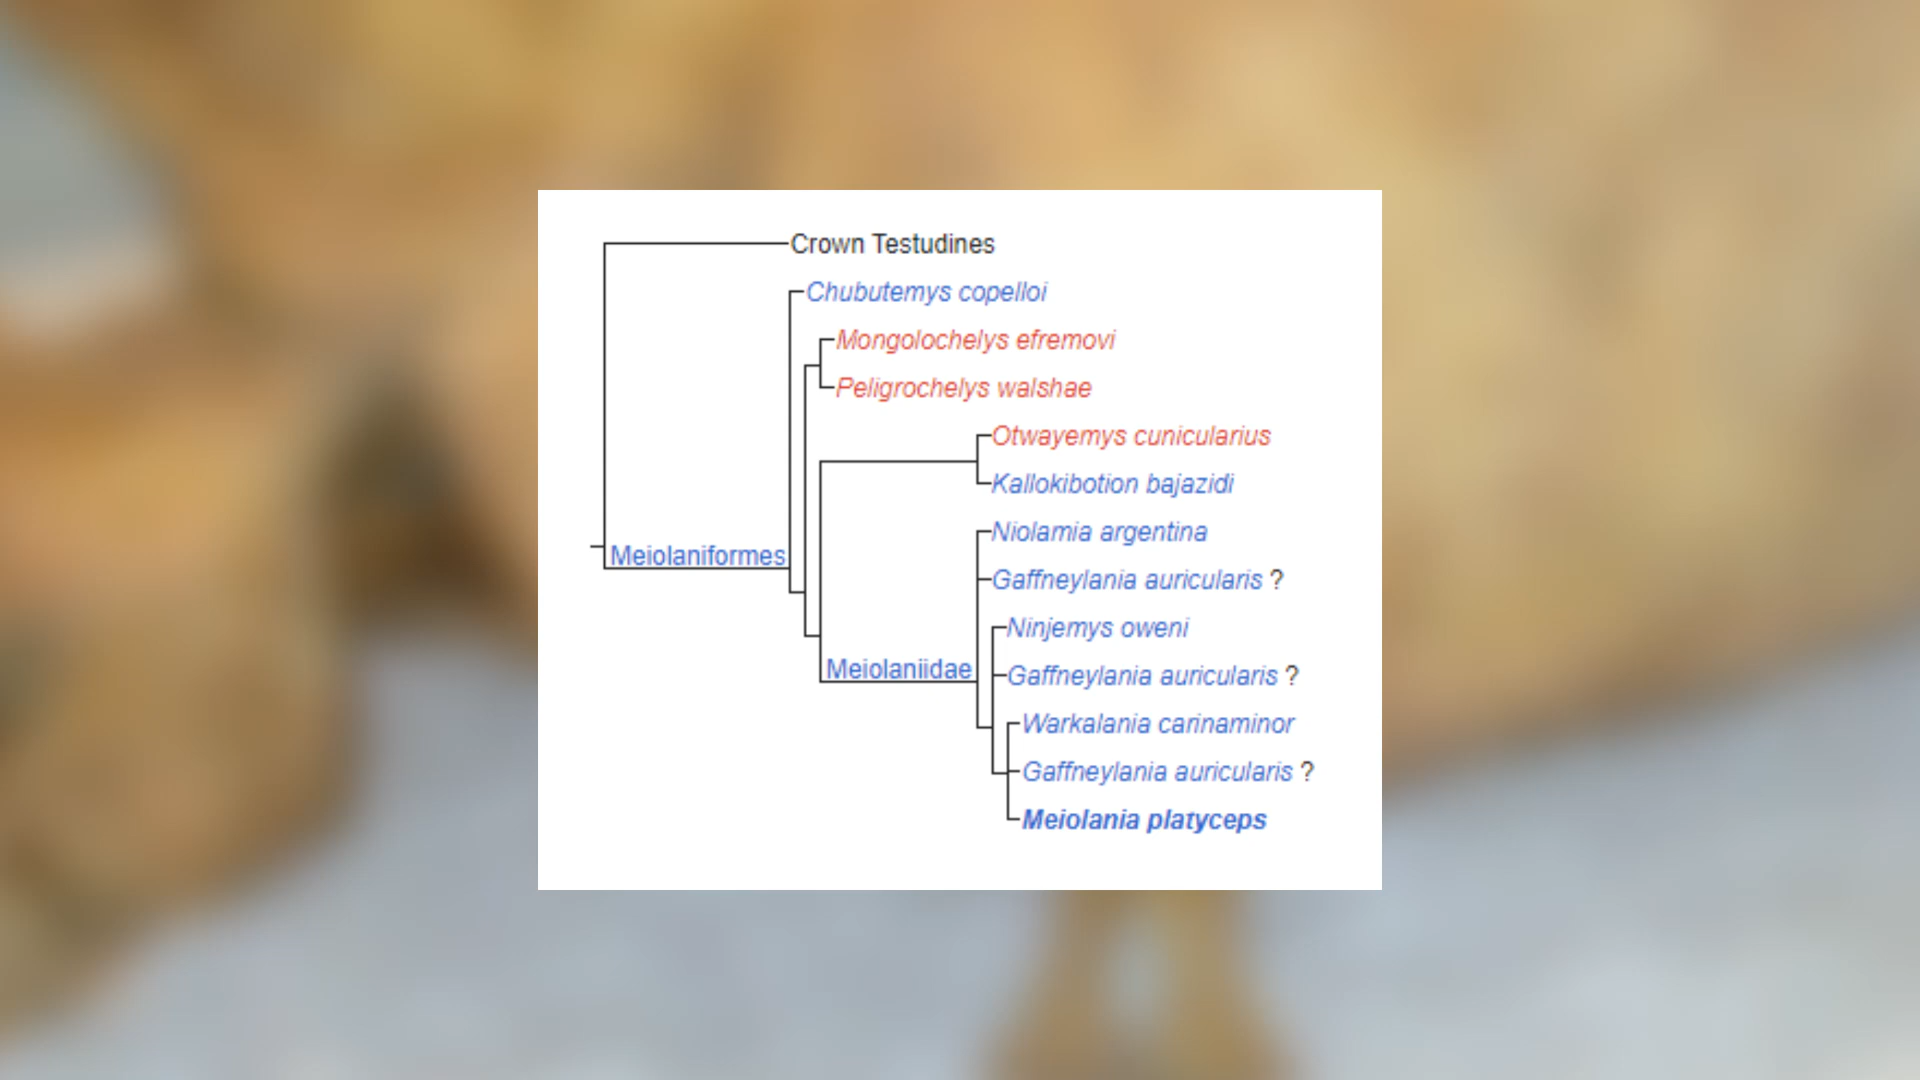 Crown Testudines
Chubutemys copelloi
Mongolochelys efremovi
Peligrochelys walshae
Otwayemys cunicularius
Kallokibotion bajazidi
Niolamia argentina
Meiolaniformes
Gaffneylania auricularis ?
Ninjemys oweni
Meiolaniidae
Gaffneylania auricularis ?
Warkalania carinaminor
Gaffneylania auricularis ?
Meiolania platyceps